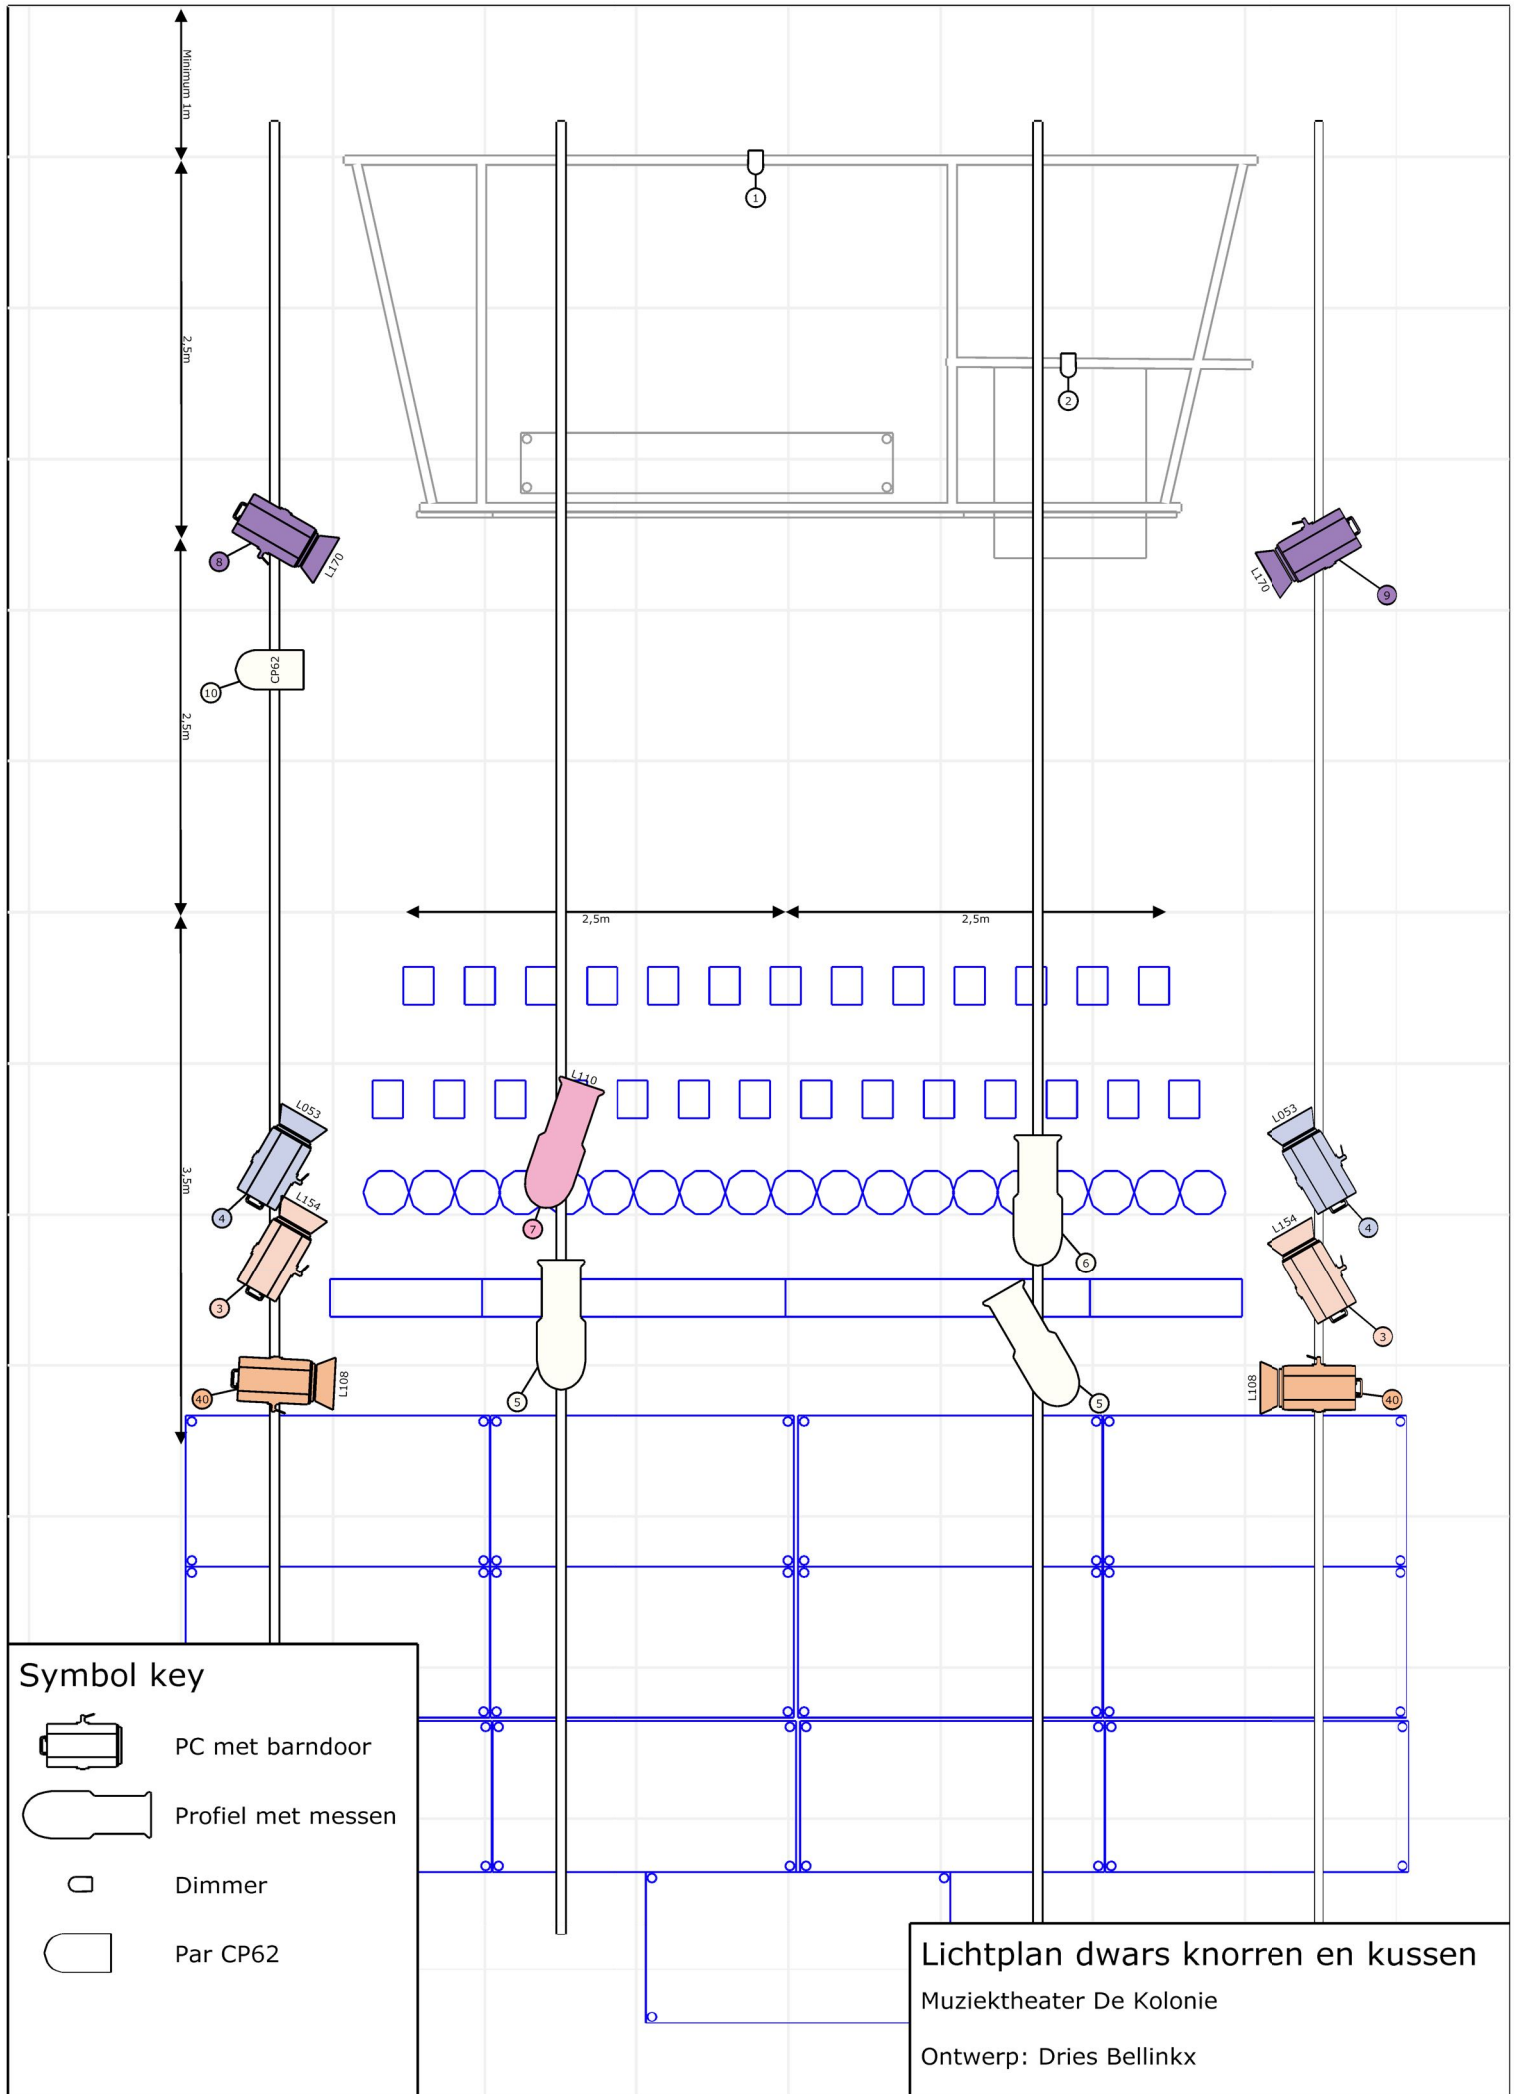 Minimum 1m
1
2,5m
2
8
L170
L170
9
CP62
10
2,5m
2,5m
2,5m
L110
L053
L053
3,5m
4
L154
7
4
L154
6
3
3
L108
40
5
5
L108
40
Symbol key
PC met barndoor
Profiel met messen
Dimmer
Par CP62
Lichtplan dwars knorren en kussen
Muziektheater De Kolonie
Ontwerp: Dries Bellinkx